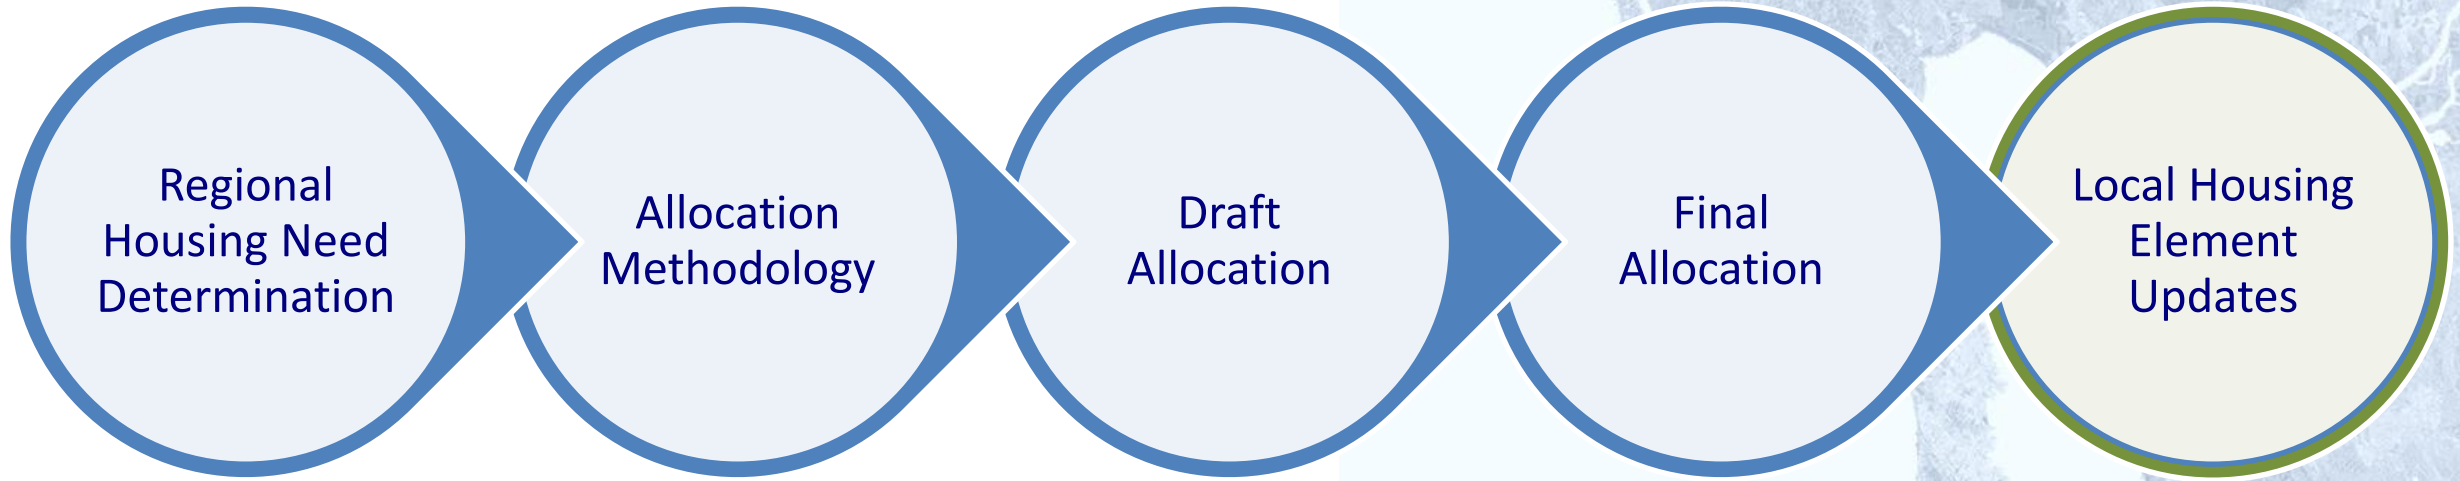 Regional
Housing Need
Determination
Allocation
Methodology
Draft
Allocation
Final
Allocation
Local Housing
Element
Updates